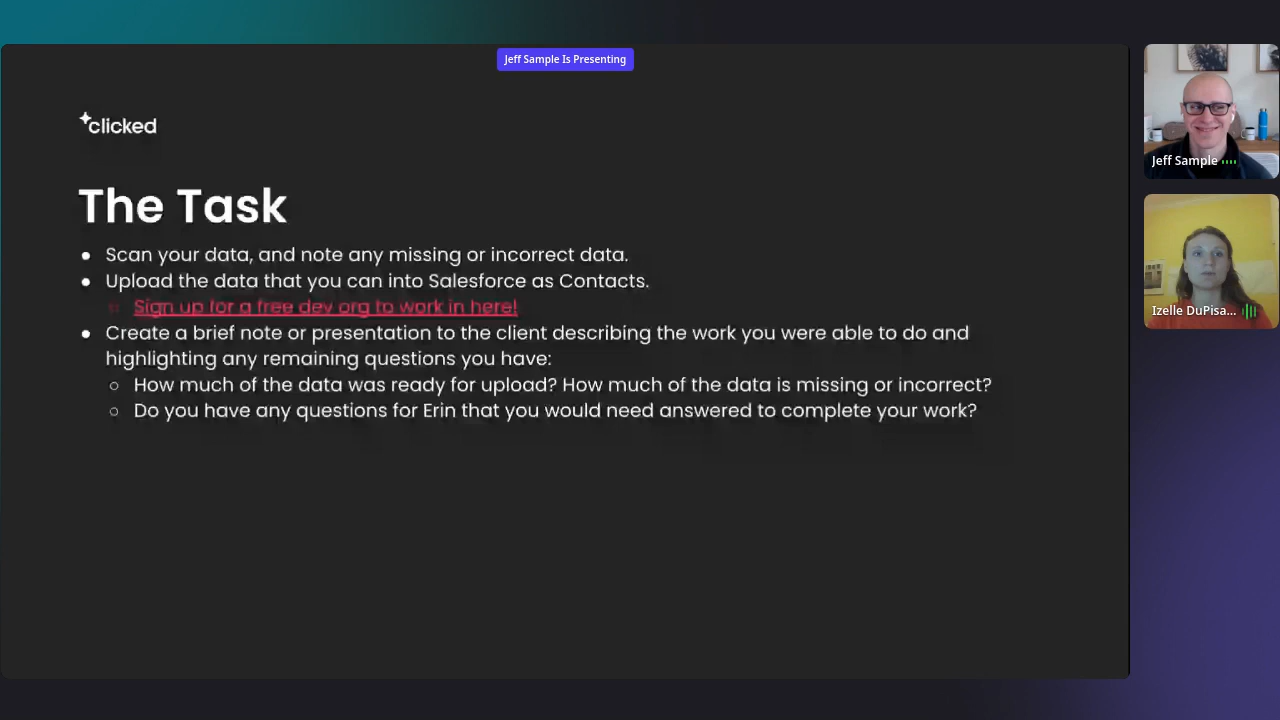 Jeff Sample Is Presenting
clicked
The Task
● Scan your data, and note any missing or incorrect data.
● Upload the data that you can into Salesforce as Contacts.
○ Sign up for a free dev org to work in here!
● Create a brief note or presentation to the client describing the work you were able to do and
highlighting any remaining questions you have:
○ How much of the data was ready for upload? How much of the data is missing or incorrect?
○ Do you have any questions for Erin that you would need answered to complete your work?
Jeff Sample
Izelle DuPisa...